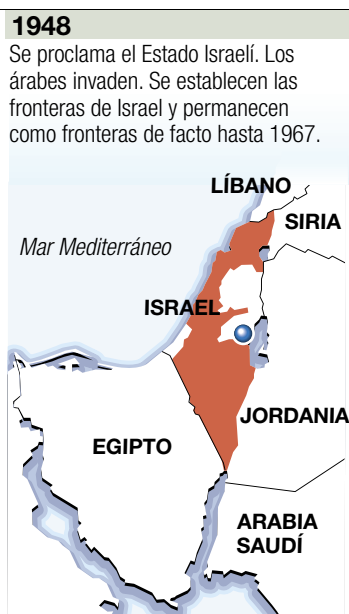 1948
Se proclama el Estado Israelí. Los
árabes invaden. Se establecen las
fronteras de Israel y permanecen
como fronteras de facto hasta 1967.
LÍBANO
SIRIA
Mar Mediterráneo
ISRAEL
JORDANIA
EGIPTO
ARABIA
SAUDÍ